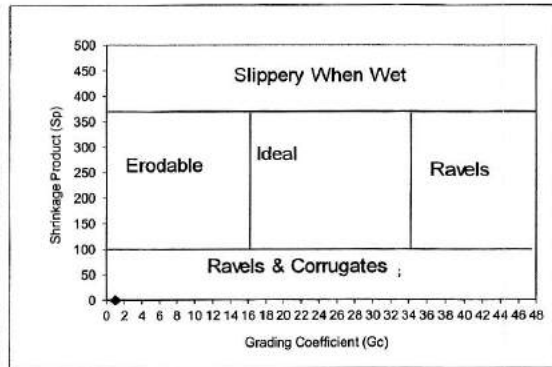 500
450
400
350
300
250
200
150
100
50
0
Shrinkage Product (Sp)
Slippery When Wet
Erodable
Ideal
Ravels
Ravels & Corrugates ;
0 2 4 6 8 10 12 14 16 18 20 22 24 26 28 30 32 34 36 38 40 42 44 46 48
Grading Coefficient (Gc)